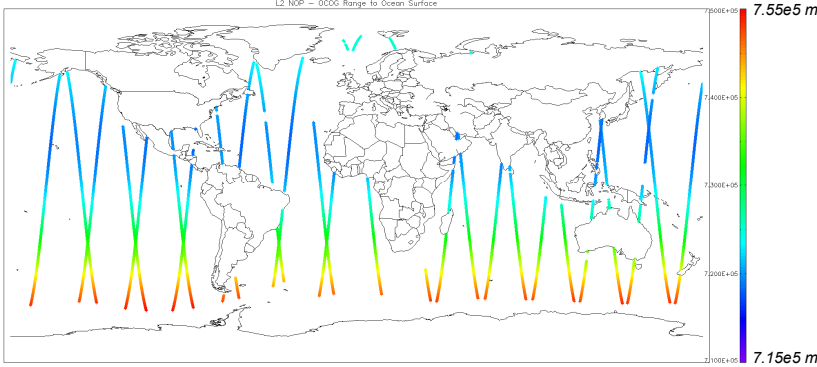 L2 NOP — OCOG Range to Ocean Surface
7.500E+05
7.55e5 m
7.400E+05
7.300E+05
7.200E+05
7.100E+05
7.15e5 m